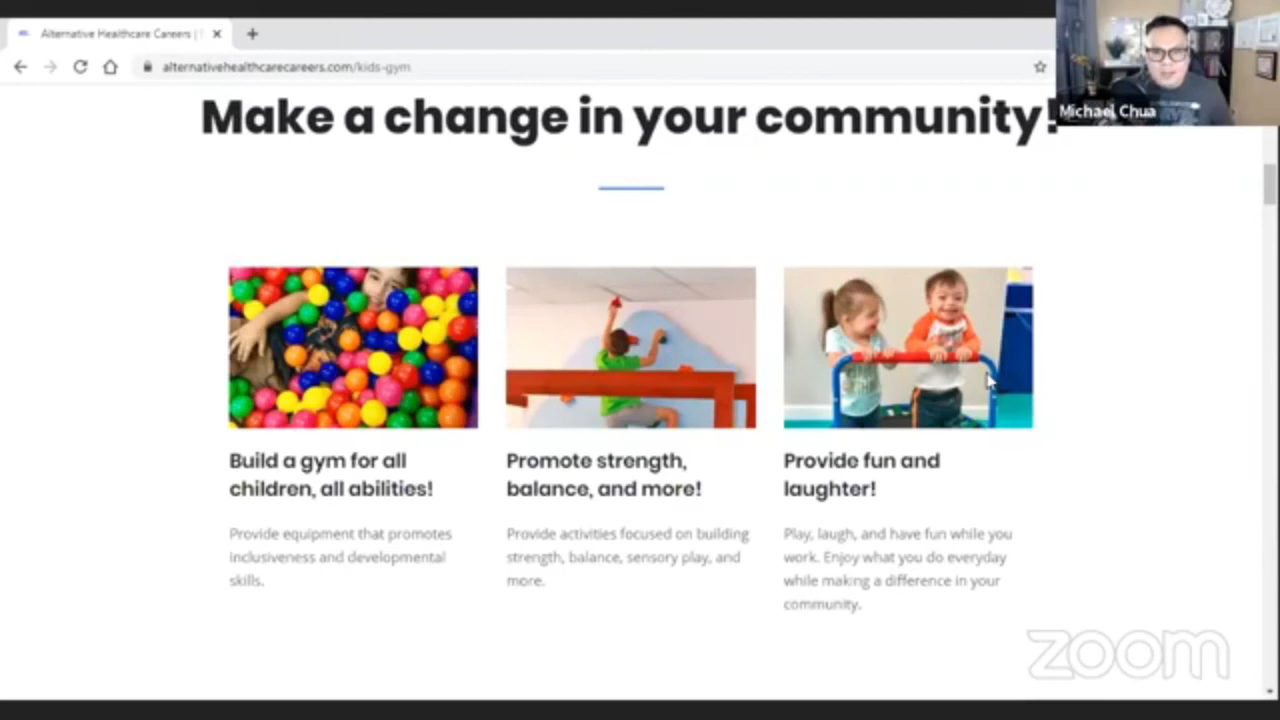 Alternative Healthcare Careers |
alternativehealthcarecareers.com/kids-gym
Michael Chua
Make a change in your community!
Build a gym for all
children, all abilities!
Provide equipment that promotes
inclusiveness and developmental
skills.
Promote strength,
balance, and more!
Provide activities focused on building
strength, balance, sensory play, and
more.
Provide fun and
laughter!
Play, laugh, and have fun while you
work. Enjoy what you do everyday
while making a difference in your
community.
zoom